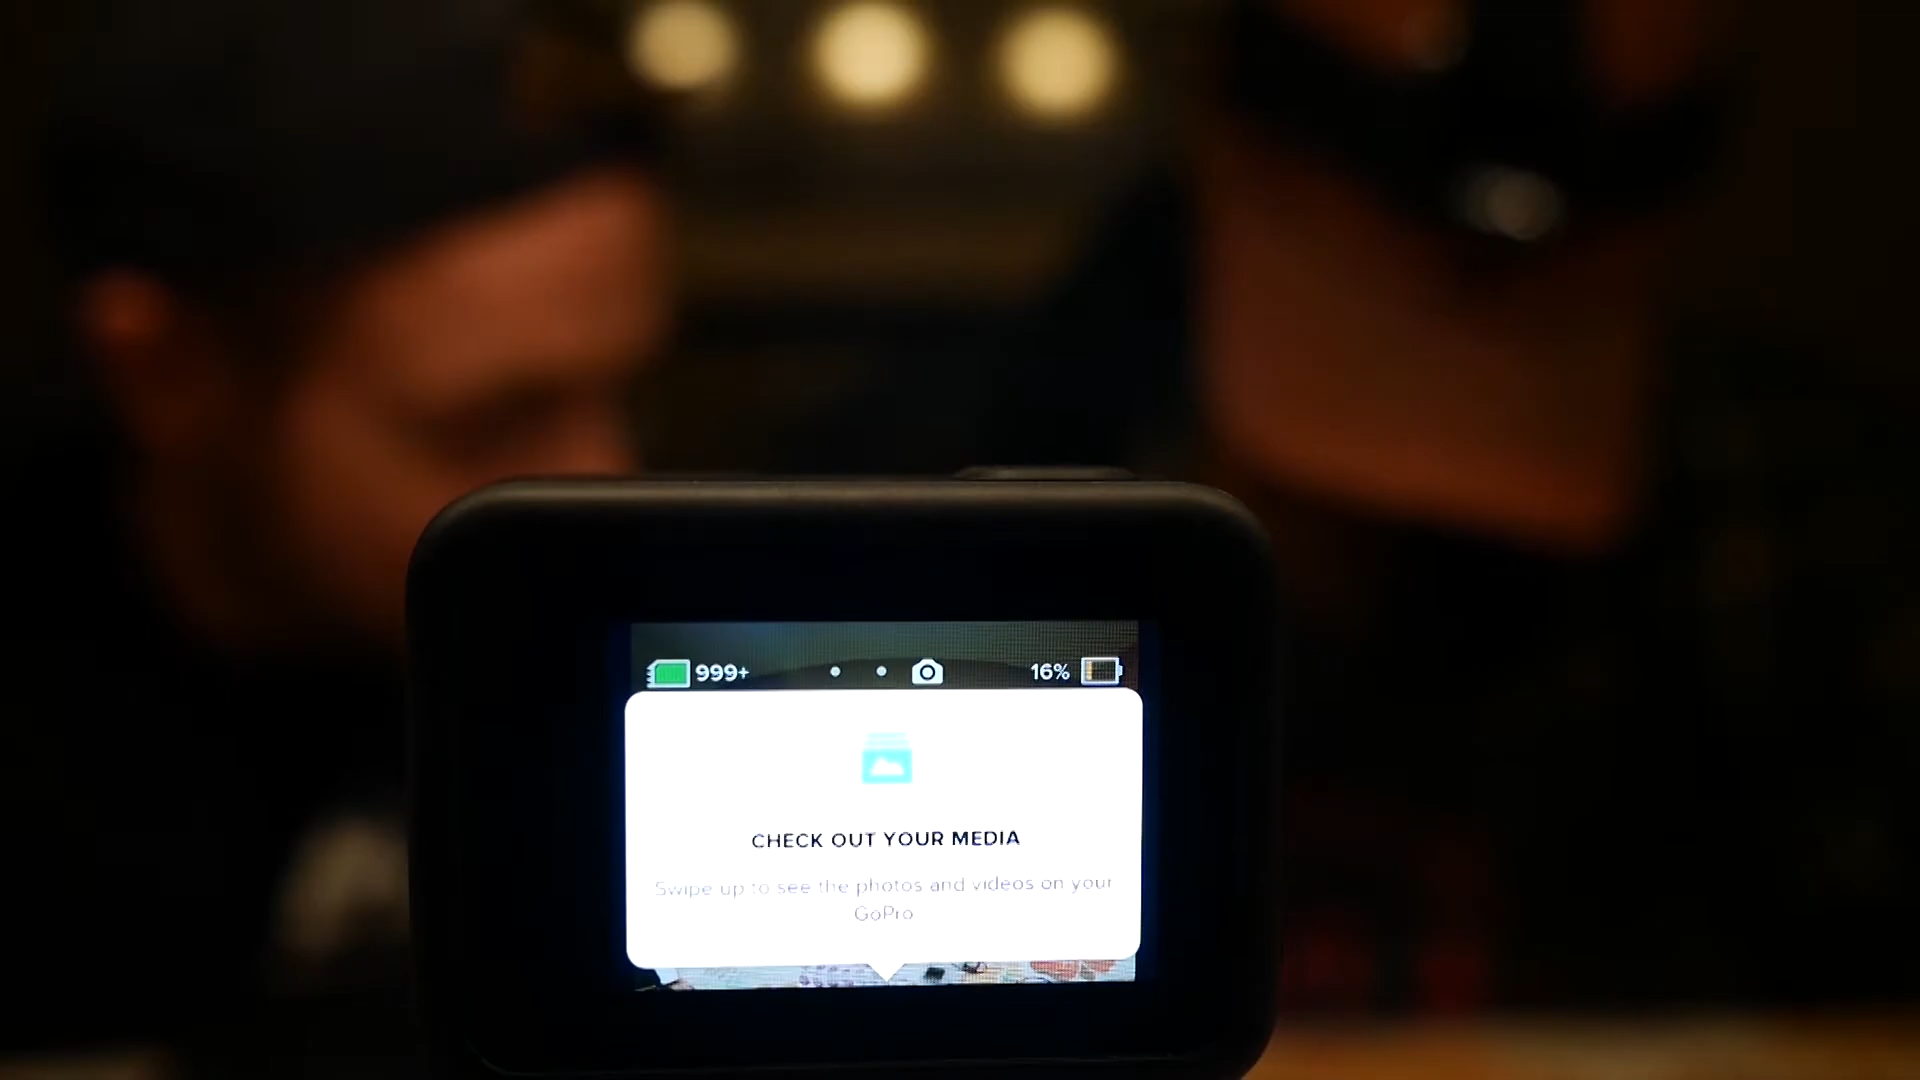 999+ 16%
CHECK OUT YOUR MEDIA
Swipe up to see the photos and videos on your
GoPro